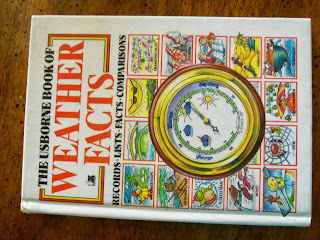 THE USBORNE BOOK OF
WEATHER
FACTS
RECORDS·LISTS·FACTS·COMPARISONS